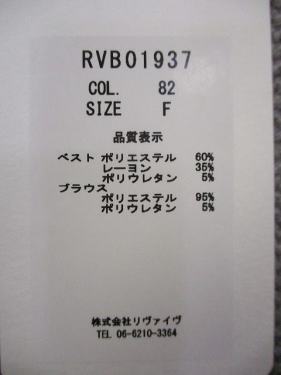 RVB01937
COL. 82
SIZE F
品質表示
ベスト ポリエステル 60%
レーヨン 35%
ポリウレタン 5%
ブラウス
ポリエステル 95%
ポリウレタン 5%
株式会社リヴァイヴ
TEL 06-6210-3364